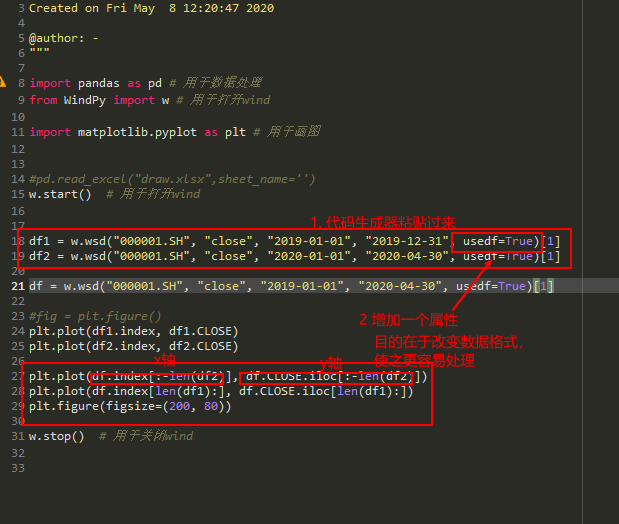 3 Created on Fri May  8 12:20:47 2020
4
5 @author: -
6 """
7
8 import pandas as pd # 用于数据处理
9 from WindPy import w # 用于打开wind
10
11 import matplotlib.pyplot as plt # 用于画图
12
13
14 #pd.read_excel("draw.xlsx",sheet_name='')
15 w.start()  # 用于打开wind
16
17
1. 代码生成器粘贴过来
18 df1 = w.wsd("000001.SH", "close", "2019-01-01", "2019-12-31", usedf=True)[1]
19 df2 = w.wsd("000001.SH", "close", "2020-01-01", "2020-04-30", usedf=True)[1]
20
21 df = w.wsd("000001.SH", "close", "2019-01-01", "2020-04-30", usedf=True)[1]
22
23 #fig = plt.figure()
24 plt.plot(df1.index, df1.CLOSE)
25 plt.plot(df2.index, df2.CLOSE)
2 增加一个属性
目的在于改变数据格式，
使之更容易处理
26
x轴
y轴
27 plt.plot(df.index[:-len(df2)], df.CLOSE.iloc[:-len(df2)])
28 plt.plot(df.index[len(df1):], df.CLOSE.iloc[len(df1):])
29 plt.figure(figsize=(200, 80))
30
31 w.stop()  # 用于关闭wind
32
33